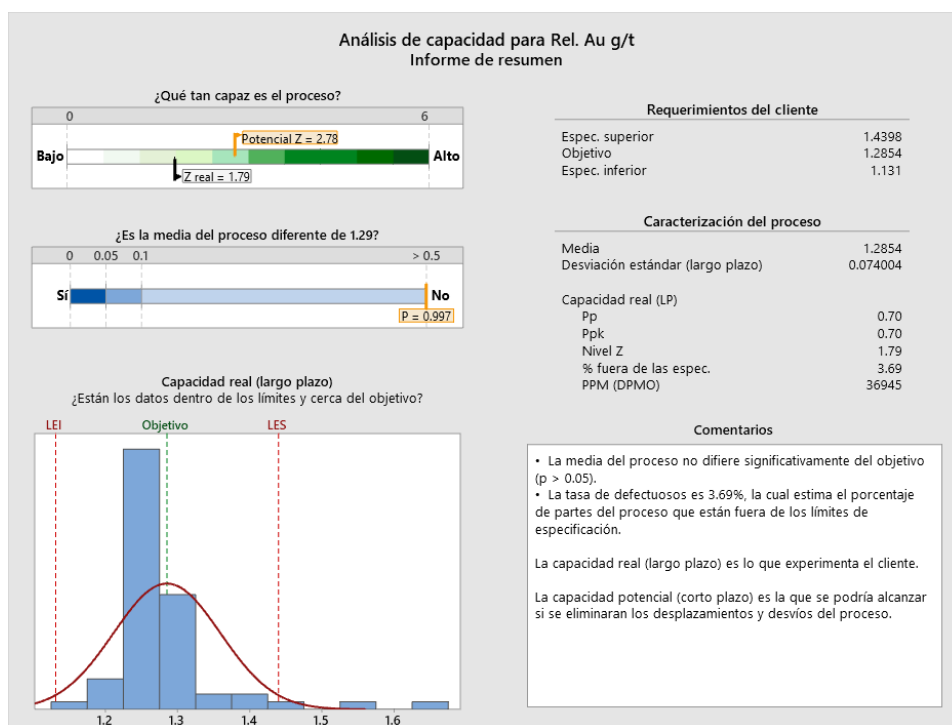 Análisis de capacidad para Rel. Au g/t
Informe de resumen
¿Qué tan capaz es el proceso?
0 6
Potencial Z = 2.78
Bajo Alto
Z real = 1.79
¿Es la media del proceso diferente de 1.29?
0 0.05 0.1 > 0.5
Sí No
P = 0.997
Capacidad real (largo plazo)
¿Están los datos dentro de los límites y cerca del objetivo?
LEI Objetivo LES
1.2 1.3 1.4 1.5 1.6
Requerimientos del cliente
Espec. superior 1.4398
Objetivo 1.2854
Espec. inferior 1.131
Caracterización del proceso
Media 1.2854
Desviación estándar (largo plazo) 0.074004
Capacidad real (LP)
Pp 0.70
Ppk 0.70
Nivel Z 1.79
% fuera de las espec. 3.69
PPM (DPMO) 36945
Comentarios
• La media del proceso no difiere significativamente del objetivo
(p > 0.05).
• La tasa de defectuosos es 3.69%, la cual estima el porcentaje
de partes del proceso que están fuera de los límites de
especificación.
La capacidad real (largo plazo) es lo que experimenta el cliente.
La capacidad potencial (corto plazo) es la que se podría alcanzar
si se eliminaran los desplazamientos y desvíos del proceso.